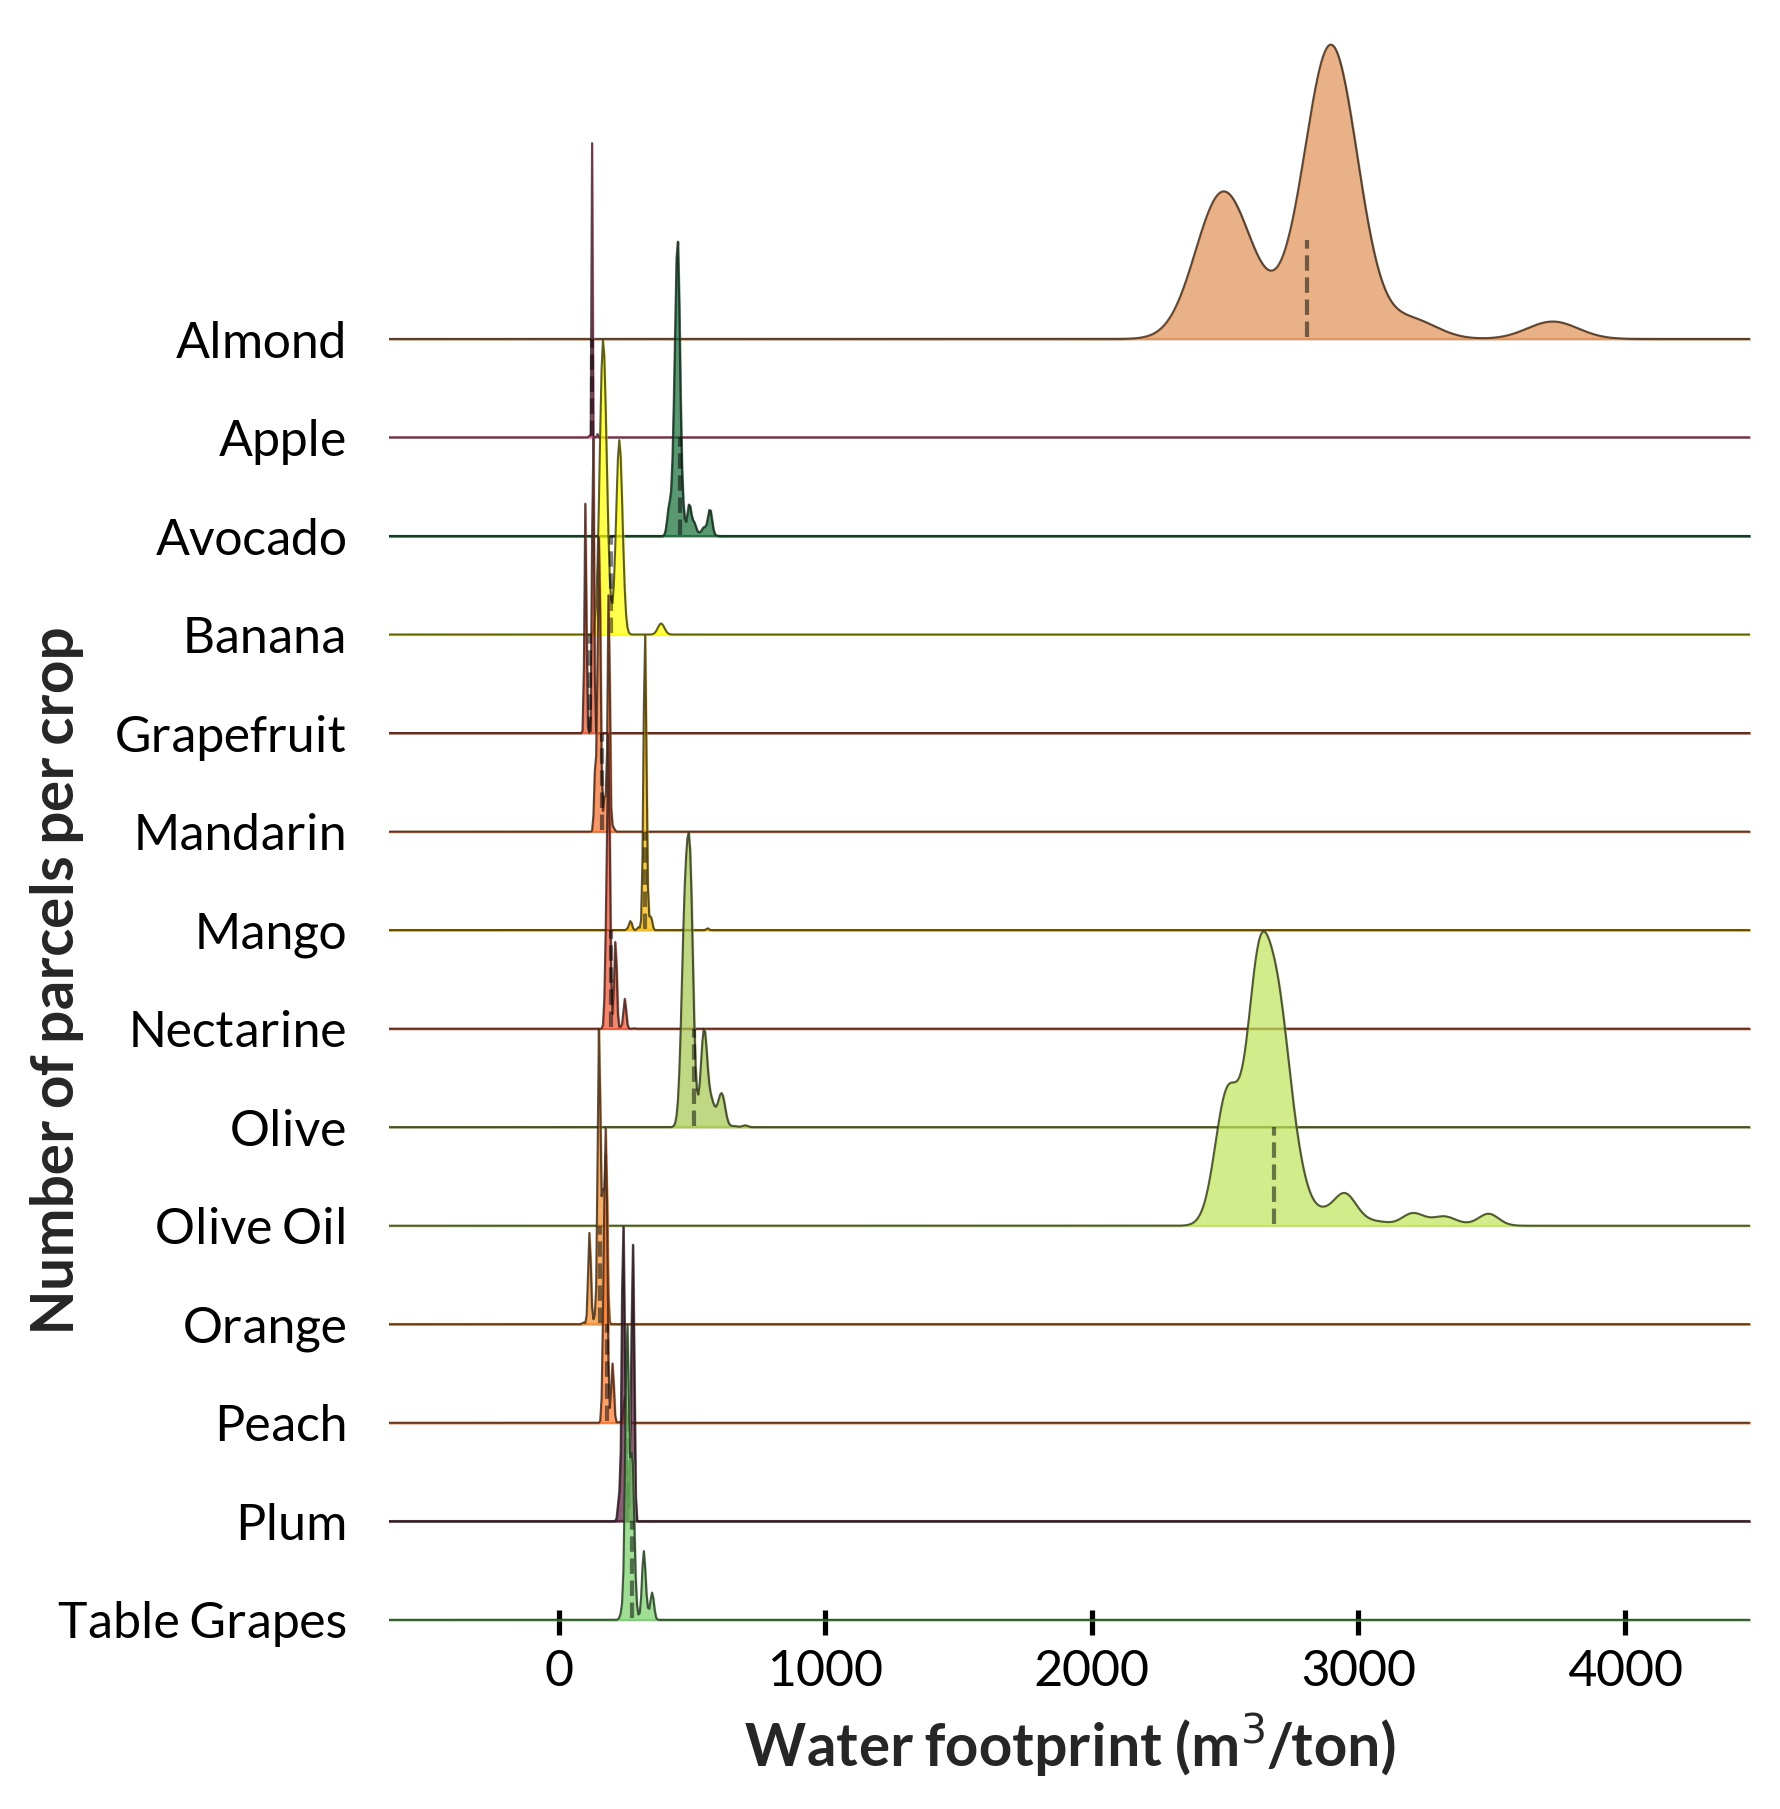 Number of parcels per crop
Almond
Apple
Avocado
Banana
Grapefruit
Mandarin
Mango
Nectarine
Olive
Olive Oil
Orange
Peach
Plum
Table Grapes
0 1000 2000 3000 4000
Water footprint (m³/ton)